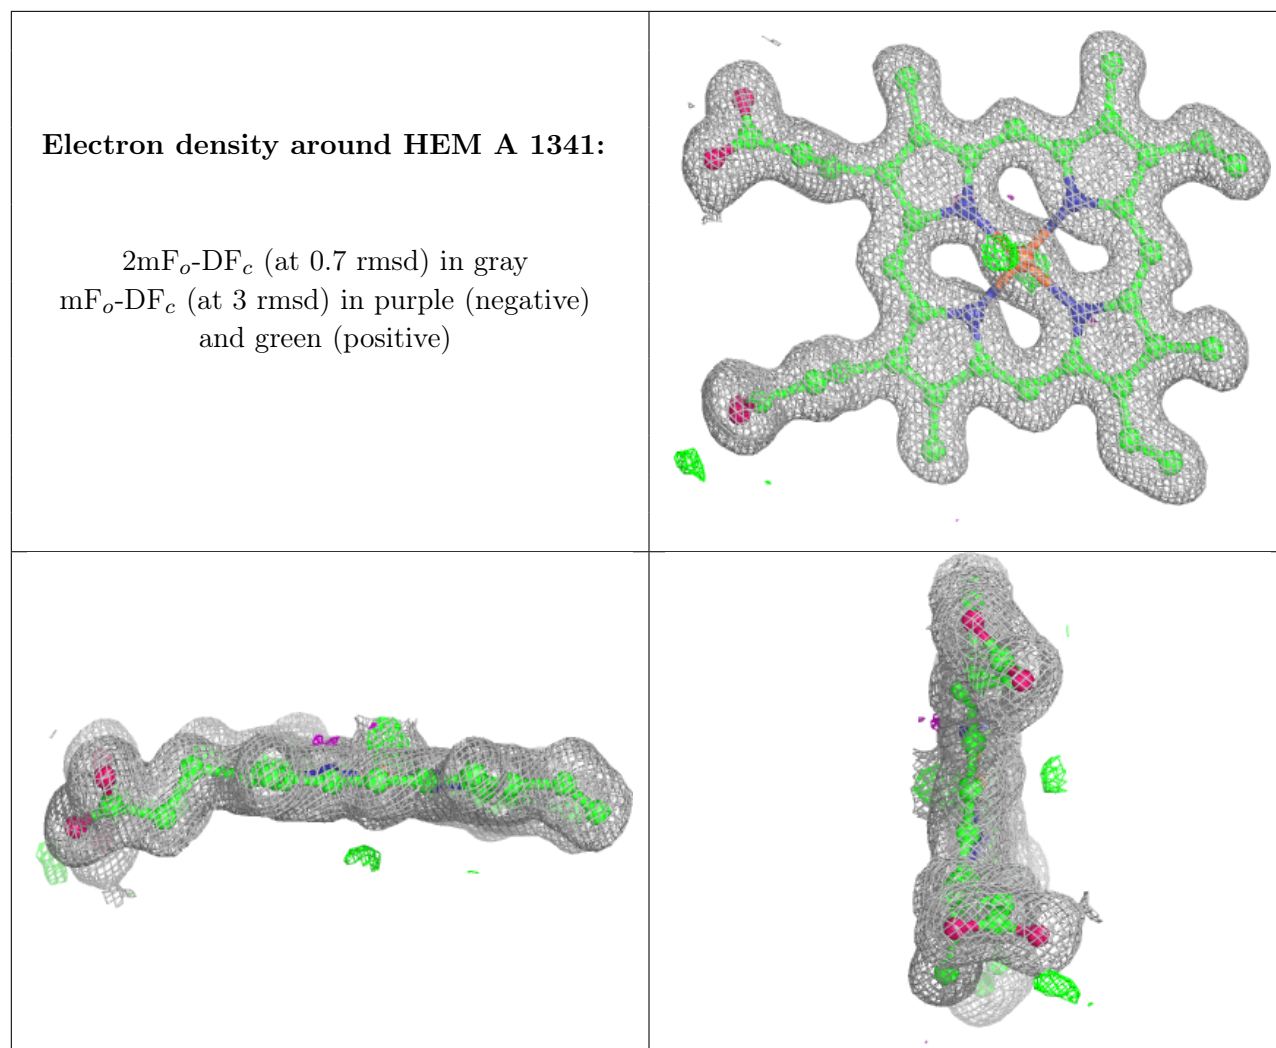 Electron density around HEM A 1341:
2mFo-DFc (at 0.7 rmsd) in gray
mFo-DFc (at 3 rmsd) in purple (negative)
and green (positive)